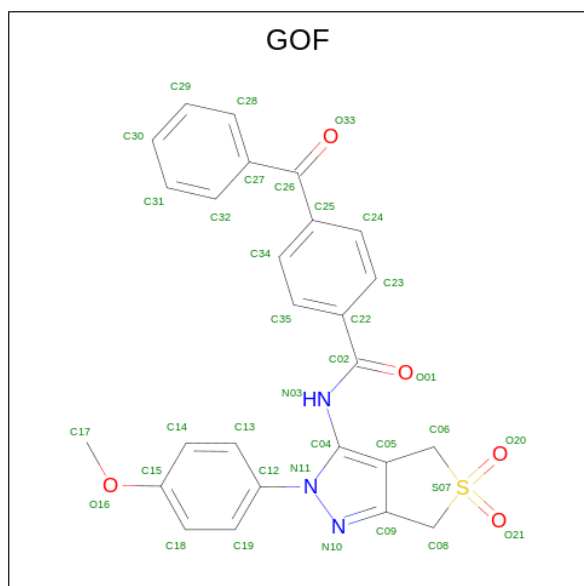 GOF
C29
C28
O33
C30
C27
C26
C31
C32
C25
C24
C34
C23
C35
C22
C02
O01
N03
HN
C17
C14
C13
C04
C05
C06
O20
C15
C12
N11
N
S07
S
O
O
O16
O
N
O
O21
C18
C19
N10
C09
C08
O